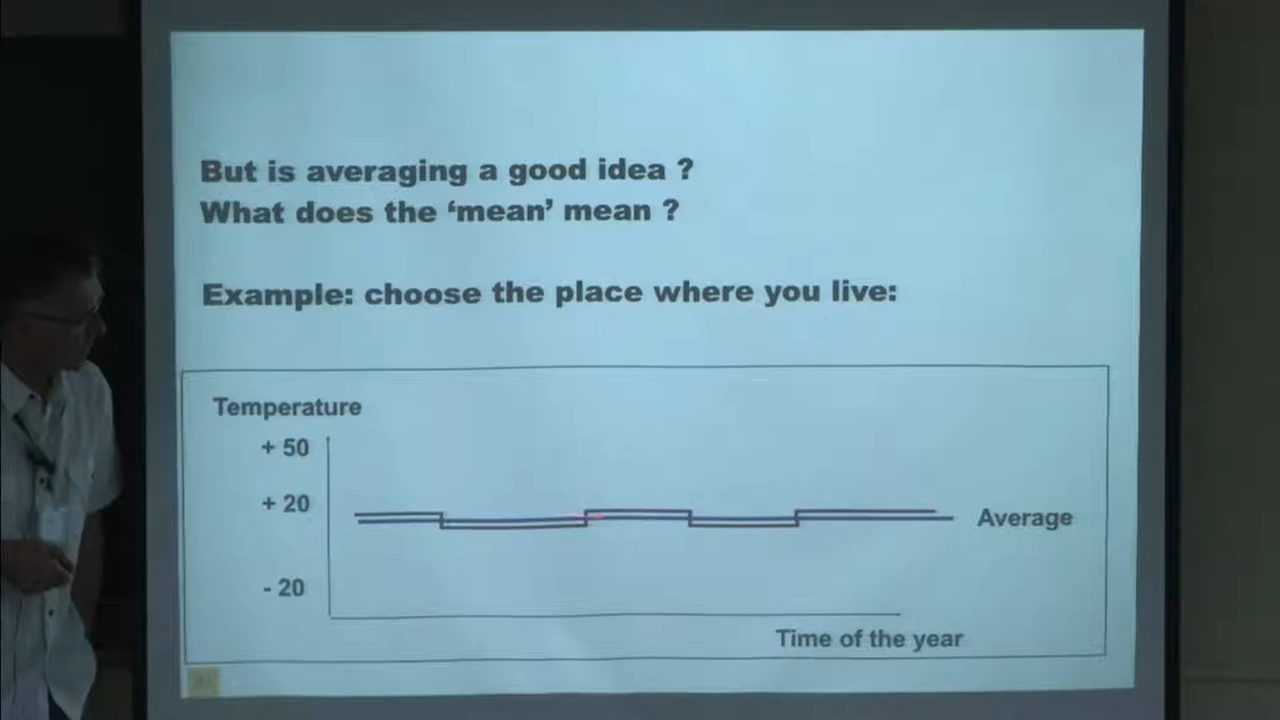 But is averaging a good idea ?
What does the ‘mean’ mean ?
Example: choose the place where you live:
Temperature
+ 50
+ 20
Average
- 20
Time of the year